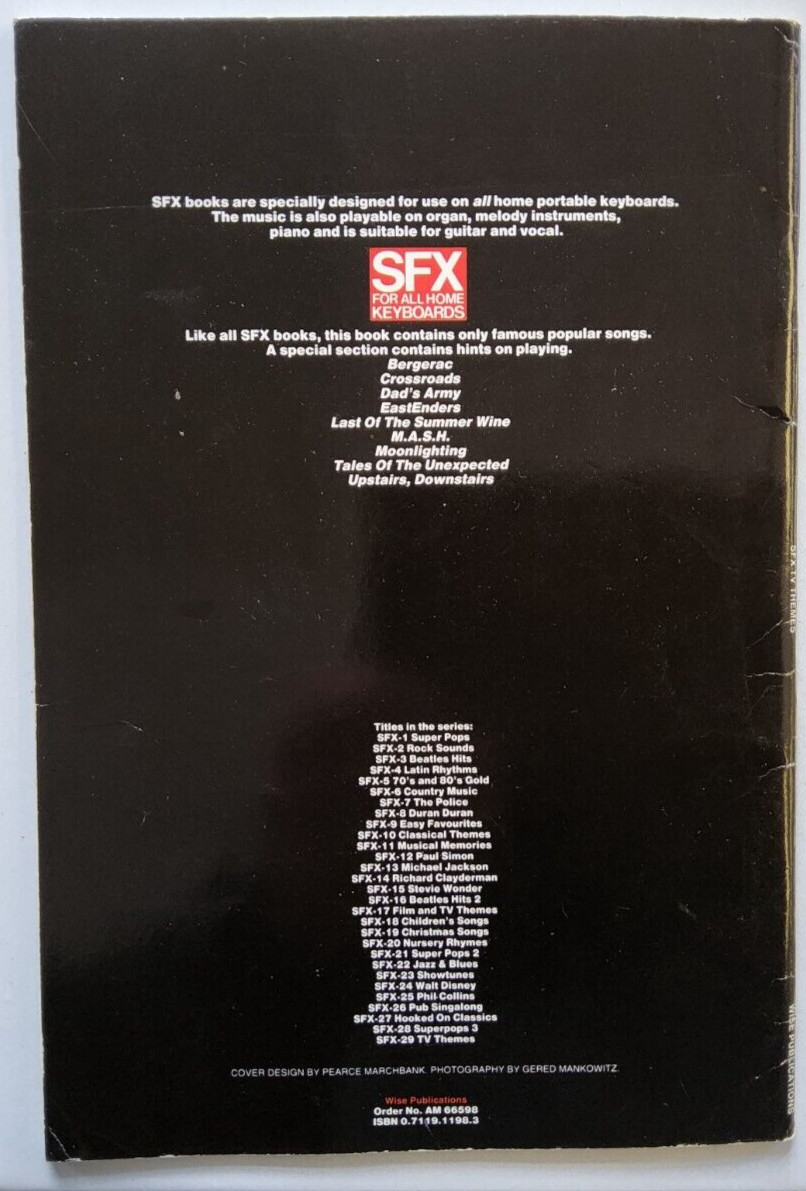 SFX books are specially designed for use on all home portable keyboards.
The music is also playable on organ, melody instruments,
piano and is suitable for guitar and vocal.
SFX
FOR ALL HOME
KEYBOARDS
Like all SFX books, this book contains only famous popular songs.
A special section contains hints on playing.
Bergerac
Crossroads
Dad's Army
EastEnders
Last Of The Summer Wine
M.A.S.H.
Moonlighting
Tales Of The Unexpected
Upstairs, Downstairs
Titles in the series:
SFX-1 Super Pops
SFX-2 Rock Sounds
SFX-3 Beatles Hits
SFX-4 Latin Rhythms
SFX-5 70's and 80's Gold
SFX-6 Country Music
SFX-7 The Police
SFX-8 Duran Duran
SFX-9 Easy Favourites
SFX-10 Classical Themes
SFX-11 Musical Memories
SFX-12 Paul Simon
SFX-13 Michael Jackson
SFX-14 Richard Clayderman
SFX-15 Stevie Wonder
SFX-16 Beatles Hits 2
SFX-17 Film and TV Themes
SFX-18 Children's Songs
SFX-19 Christmas Songs
SFX-20 Nursery Rhymes
SFX-21 Super Pops 2
SFX-22 Jazz & Blues
SFX-23 Showtunes
SFX-24 Walt Disney
SFX-25 Phil Collins
SFX-26 Pub Singalong
SFX-27 Hooked On Classics
SFX-28 Superpops 3
SFX-29 TV Themes
COVER DESIGN BY PEARCE MARCHBANK. PHOTOGRAPHY BY GERED MANKOWITZ.
Wise Publications
Order No. AM 66598
ISBN 0.7119.1198.3
SFX TV THEMES
WISE PUBLICATIONS